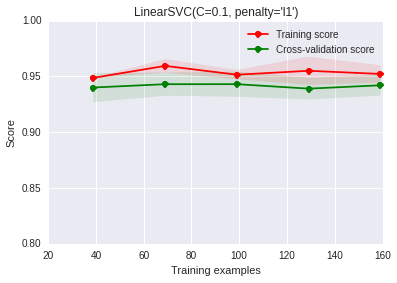 LinearSVC(C=0.1, penalty='l1')
1.00
0.95
0.90
0.85
0.80
Score
Training score
Cross-validation score
20 40 60 80 100 120 140 160
Training examples